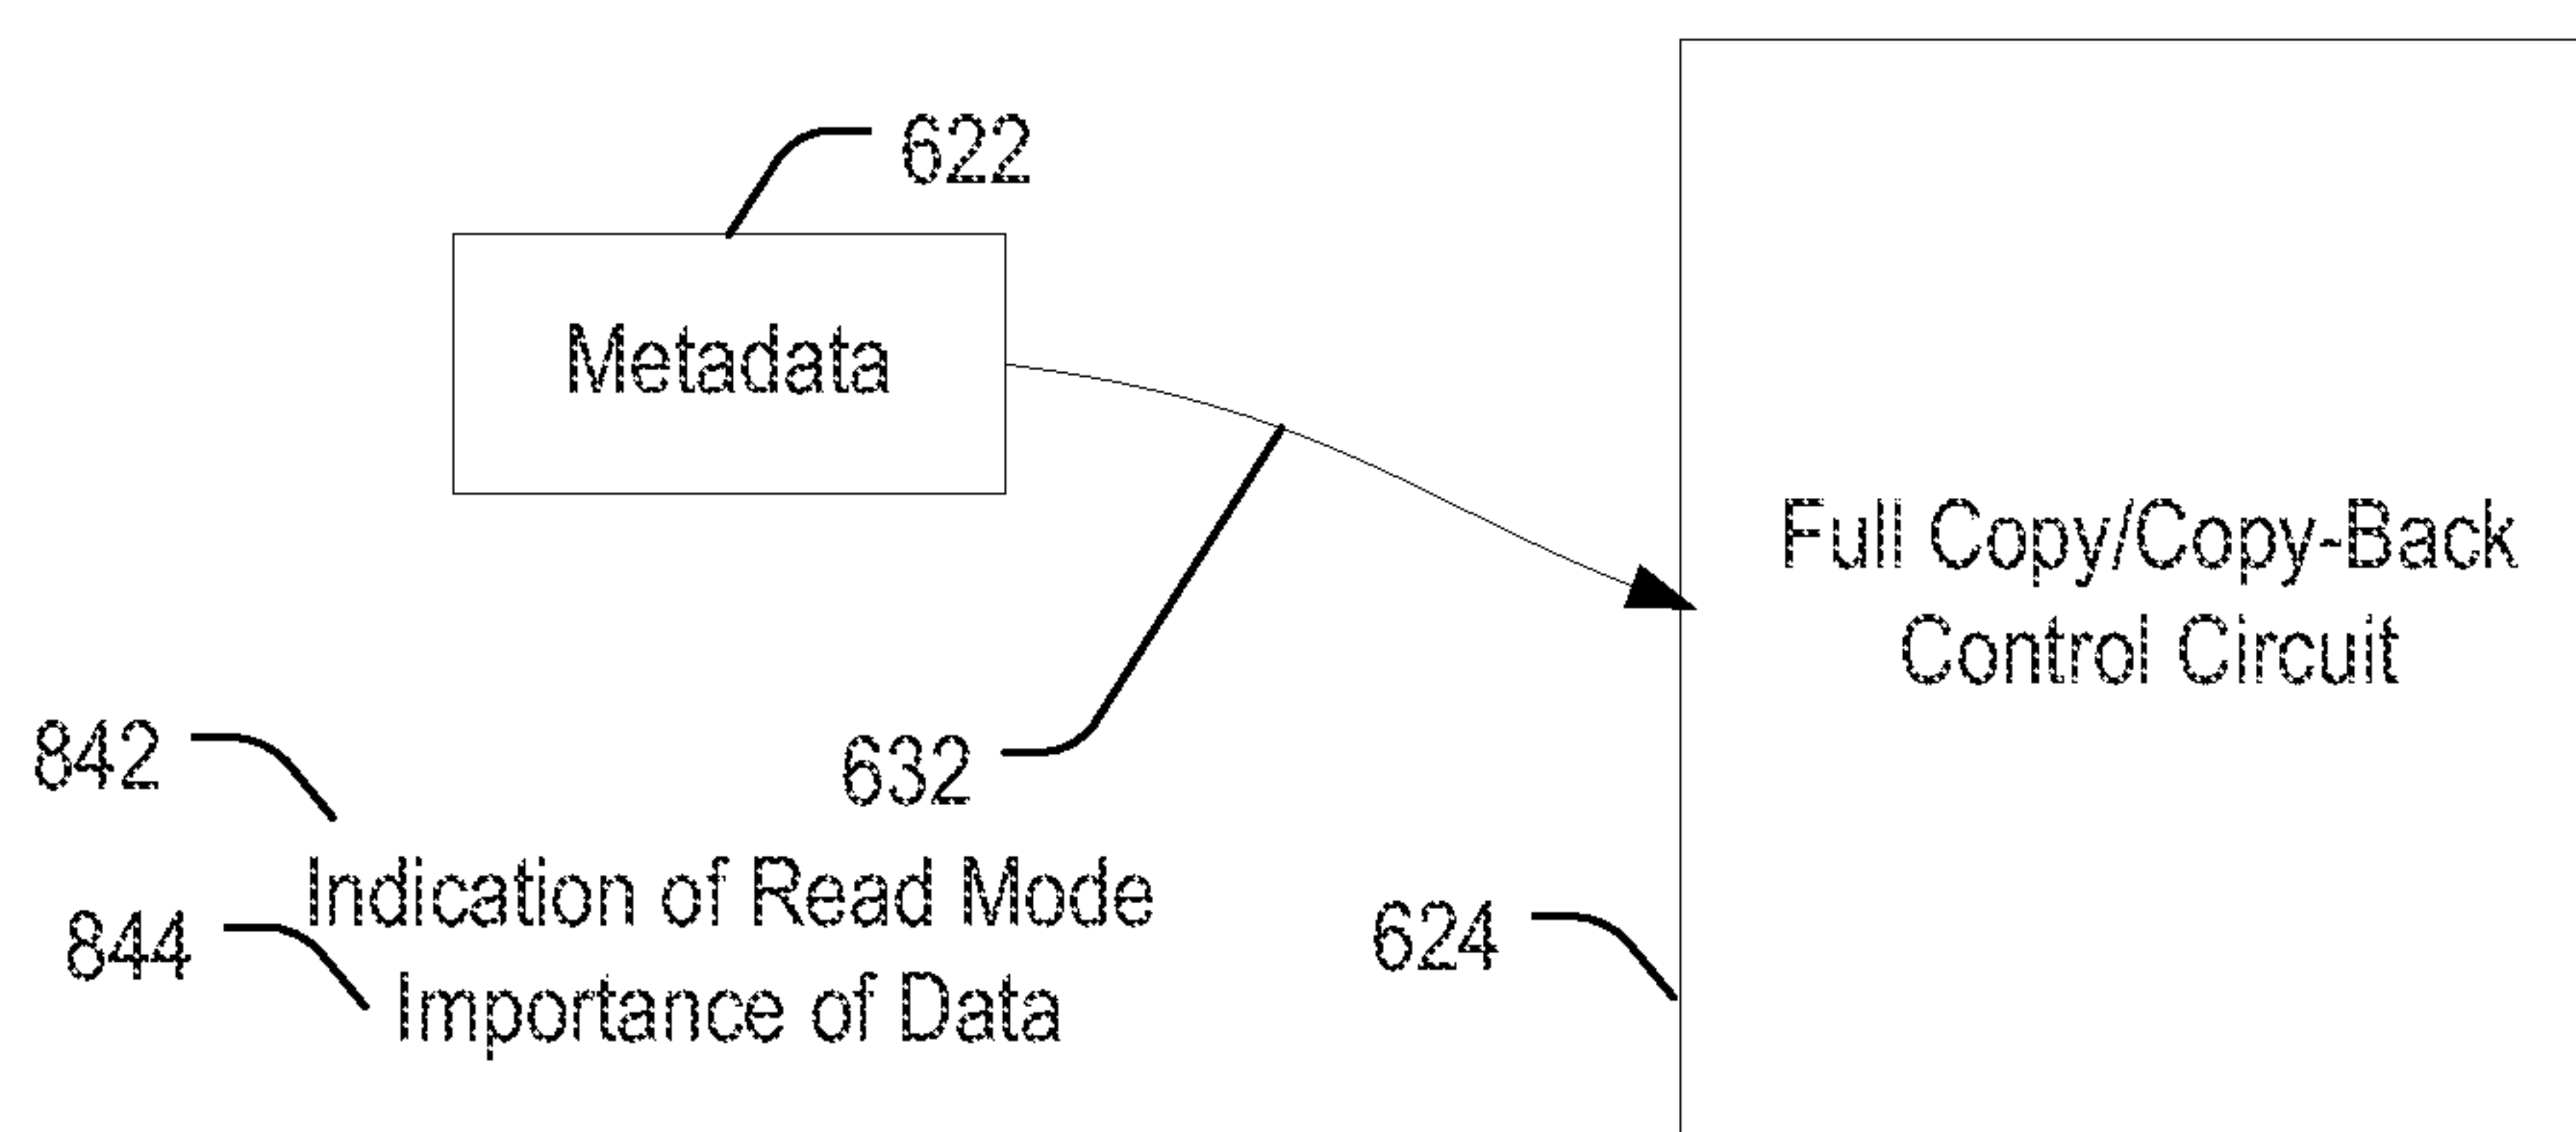 622
Metadata
Full Copy/Copy-Back
Control Circuit
842
632
Indication of Read Mode
844
624
Importance of Data